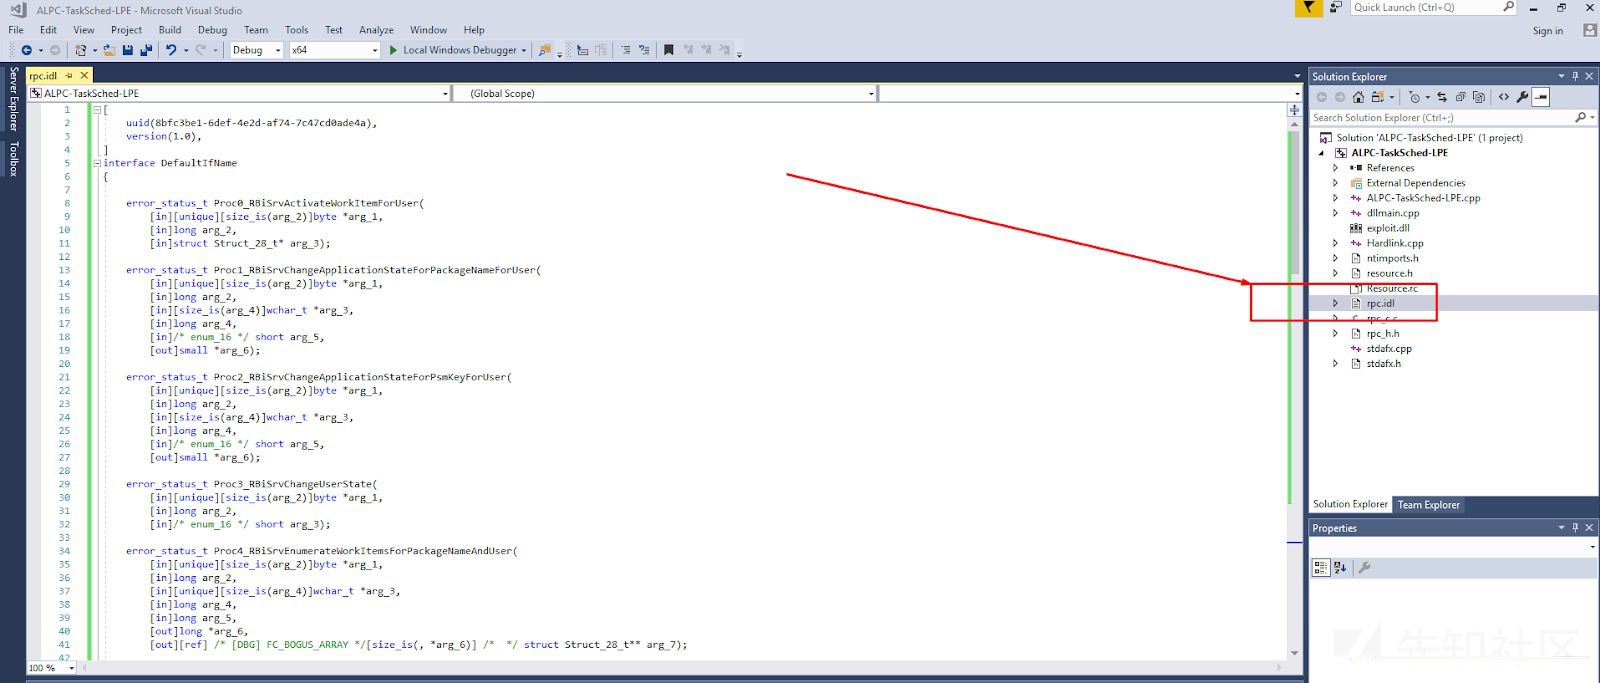 ALPC-TaskSched-LPE - Microsoft Visual Studio
Quick Launch (Ctrl+Q)
File Edit View Project Build Debug Team Tools Test Analyze Window Help
Sign in
Debug x64 Local Windows Debugger
Server Explorer
Toolbox
rpc.idl
ALPC-TaskSched-LPE
(Global Scope)
1 [
2 uuid(8bfc3be1-6def-4e2d-af74-7c47cd0ade4a),
3 version(1.0),
4 ]
5 interface DefaultIfName
6 {
7
8 error_status_t Proc0_RBiSrvActivateWorkItemForUser(
9 [in][unique][size_is(arg_2)]byte *arg_1,
10 [in]long arg_2,
11 [in]struct Struct_28_t* arg_3);
12
13 error_status_t Proc1_RBiSrvChangeApplicationStateForPackageNameForUser(
14 [in][unique][size_is(arg_2)]byte *arg_1,
15 [in]long arg_2,
16 [in][size_is(arg_4)]wchar_t *arg_3,
17 [in]long arg_4,
18 [in]/* enum_16 */ short arg_5,
19 [out]small *arg_6);
20
21 error_status_t Proc2_RBiSrvChangeApplicationStateForPsmKeyForUser(
22 [in][unique][size_is(arg_2)]byte *arg_1,
23 [in]long arg_2,
24 [in][size_is(arg_4)]wchar_t *arg_3,
25 [in]long arg_4,
26 [in]/* enum_16 */ short arg_5,
27 [out]small *arg_6);
28
29 error_status_t Proc3_RBiSrvChangeUserState(
30 [in][unique][size_is(arg_2)]byte *arg_1,
31 [in]long arg_2,
32 [in]/* enum_16 */ short arg_3);
33
34 error_status_t Proc4_RBiSrvEnumerateWorkItemsForPackageNameAndUser(
35 [in][unique][size_is(arg_2)]byte *arg_1,
36 [in]long arg_2,
37 [in][unique][size_is(arg_4)]wchar_t *arg_3,
38 [in]long arg_4,
39 [in]long arg_5,
40 [out]long *arg_6,
41 [out][ref] /* [DBG] FC_BOGUS_ARRAY */[size_is(, *arg_6)] /*  */ struct Struct_28_t** arg_7);
42
100 %
Solution Explorer
Search Solution Explorer (Ctrl+;)
Solution 'ALPC-TaskSched-LPE' (1 project)
ALPC-TaskSched-LPE
References
External Dependencies
ALPC-TaskSched-LPE.cpp
dllmain.cpp
exploit.dll
Hardlink.cpp
ntimports.h
resource.h
Resource.rc
rpc.idl
rpc_c.c
rpc_h.h
stdafx.cpp
stdafx.h
Solution Explorer Team Explorer
Properties
先知社区